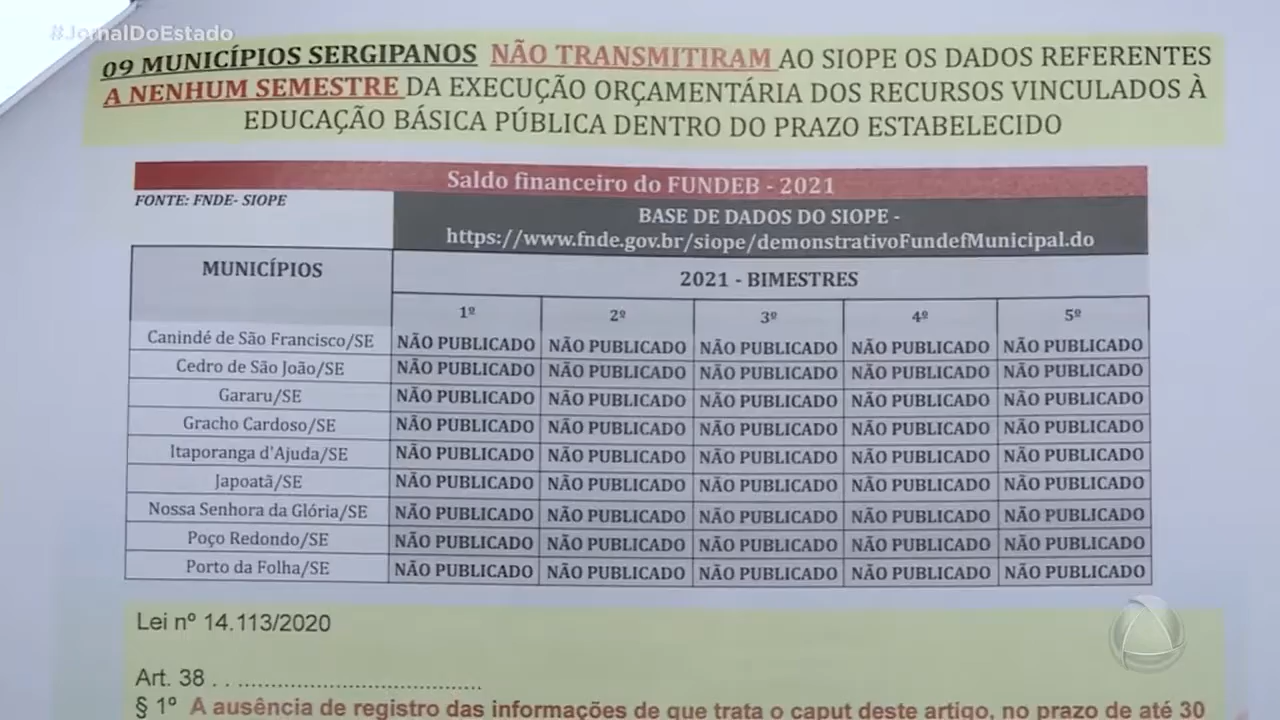 #JornalDoEstado
09 MUNICÍPIOS SERGIPANOS NÃO TRANSMITIRAM AO SIOPE OS DADOS REFERENTES
A NENHUM SEMESTRE DA EXECUÇÃO ORÇAMENTÁRIA DOS RECURSOS VINCULADOS À
EDUCAÇÃO BÁSICA PÚBLICA DENTRO DO PRAZO ESTABELECIDO
Saldo financeiro do FUNDEB - 2021
FONTE: FNDE- SIOPE
BASE DE DADOS DO SIOPE -
https://www.fnde.gov.br/siope/demonstrativoFundefMunicipal.do
MUNICÍPIOS
2021 - BIMESTRES
1º 2º 3º 4º 5º
Canindé de São Francisco/SE NÃO PUBLICADO NÃO PUBLICADO NÃO PUBLICADO NÃO PUBLICADO NÃO PUBLICADO
Cedro de São João/SE NÃO PUBLICADO NÃO PUBLICADO NÃO PUBLICADO NÃO PUBLICADO NÃO PUBLICADO
Gararu/SE NÃO PUBLICADO NÃO PUBLICADO NÃO PUBLICADO NÃO PUBLICADO NÃO PUBLICADO
Gracho Cardoso/SE NÃO PUBLICADO NÃO PUBLICADO NÃO PUBLICADO NÃO PUBLICADO NÃO PUBLICADO
Itaporanga d'Ajuda/SE NÃO PUBLICADO NÃO PUBLICADO NÃO PUBLICADO NÃO PUBLICADO NÃO PUBLICADO
Japoatã/SE NÃO PUBLICADO NÃO PUBLICADO NÃO PUBLICADO NÃO PUBLICADO NÃO PUBLICADO
Nossa Senhora da Glória/SE NÃO PUBLICADO NÃO PUBLICADO NÃO PUBLICADO NÃO PUBLICADO NÃO PUBLICADO
Poço Redondo/SE NÃO PUBLICADO NÃO PUBLICADO NÃO PUBLICADO NÃO PUBLICADO NÃO PUBLICADO
Porto da Folha/SE NÃO PUBLICADO NÃO PUBLICADO NÃO PUBLICADO NÃO PUBLICADO NÃO PUBLICADO
Lei nº 14.113/2020
Art. 38 . . ........................................
§ 1º A ausência de registro das informações de que trata o caput deste artigo, no prazo de até 30